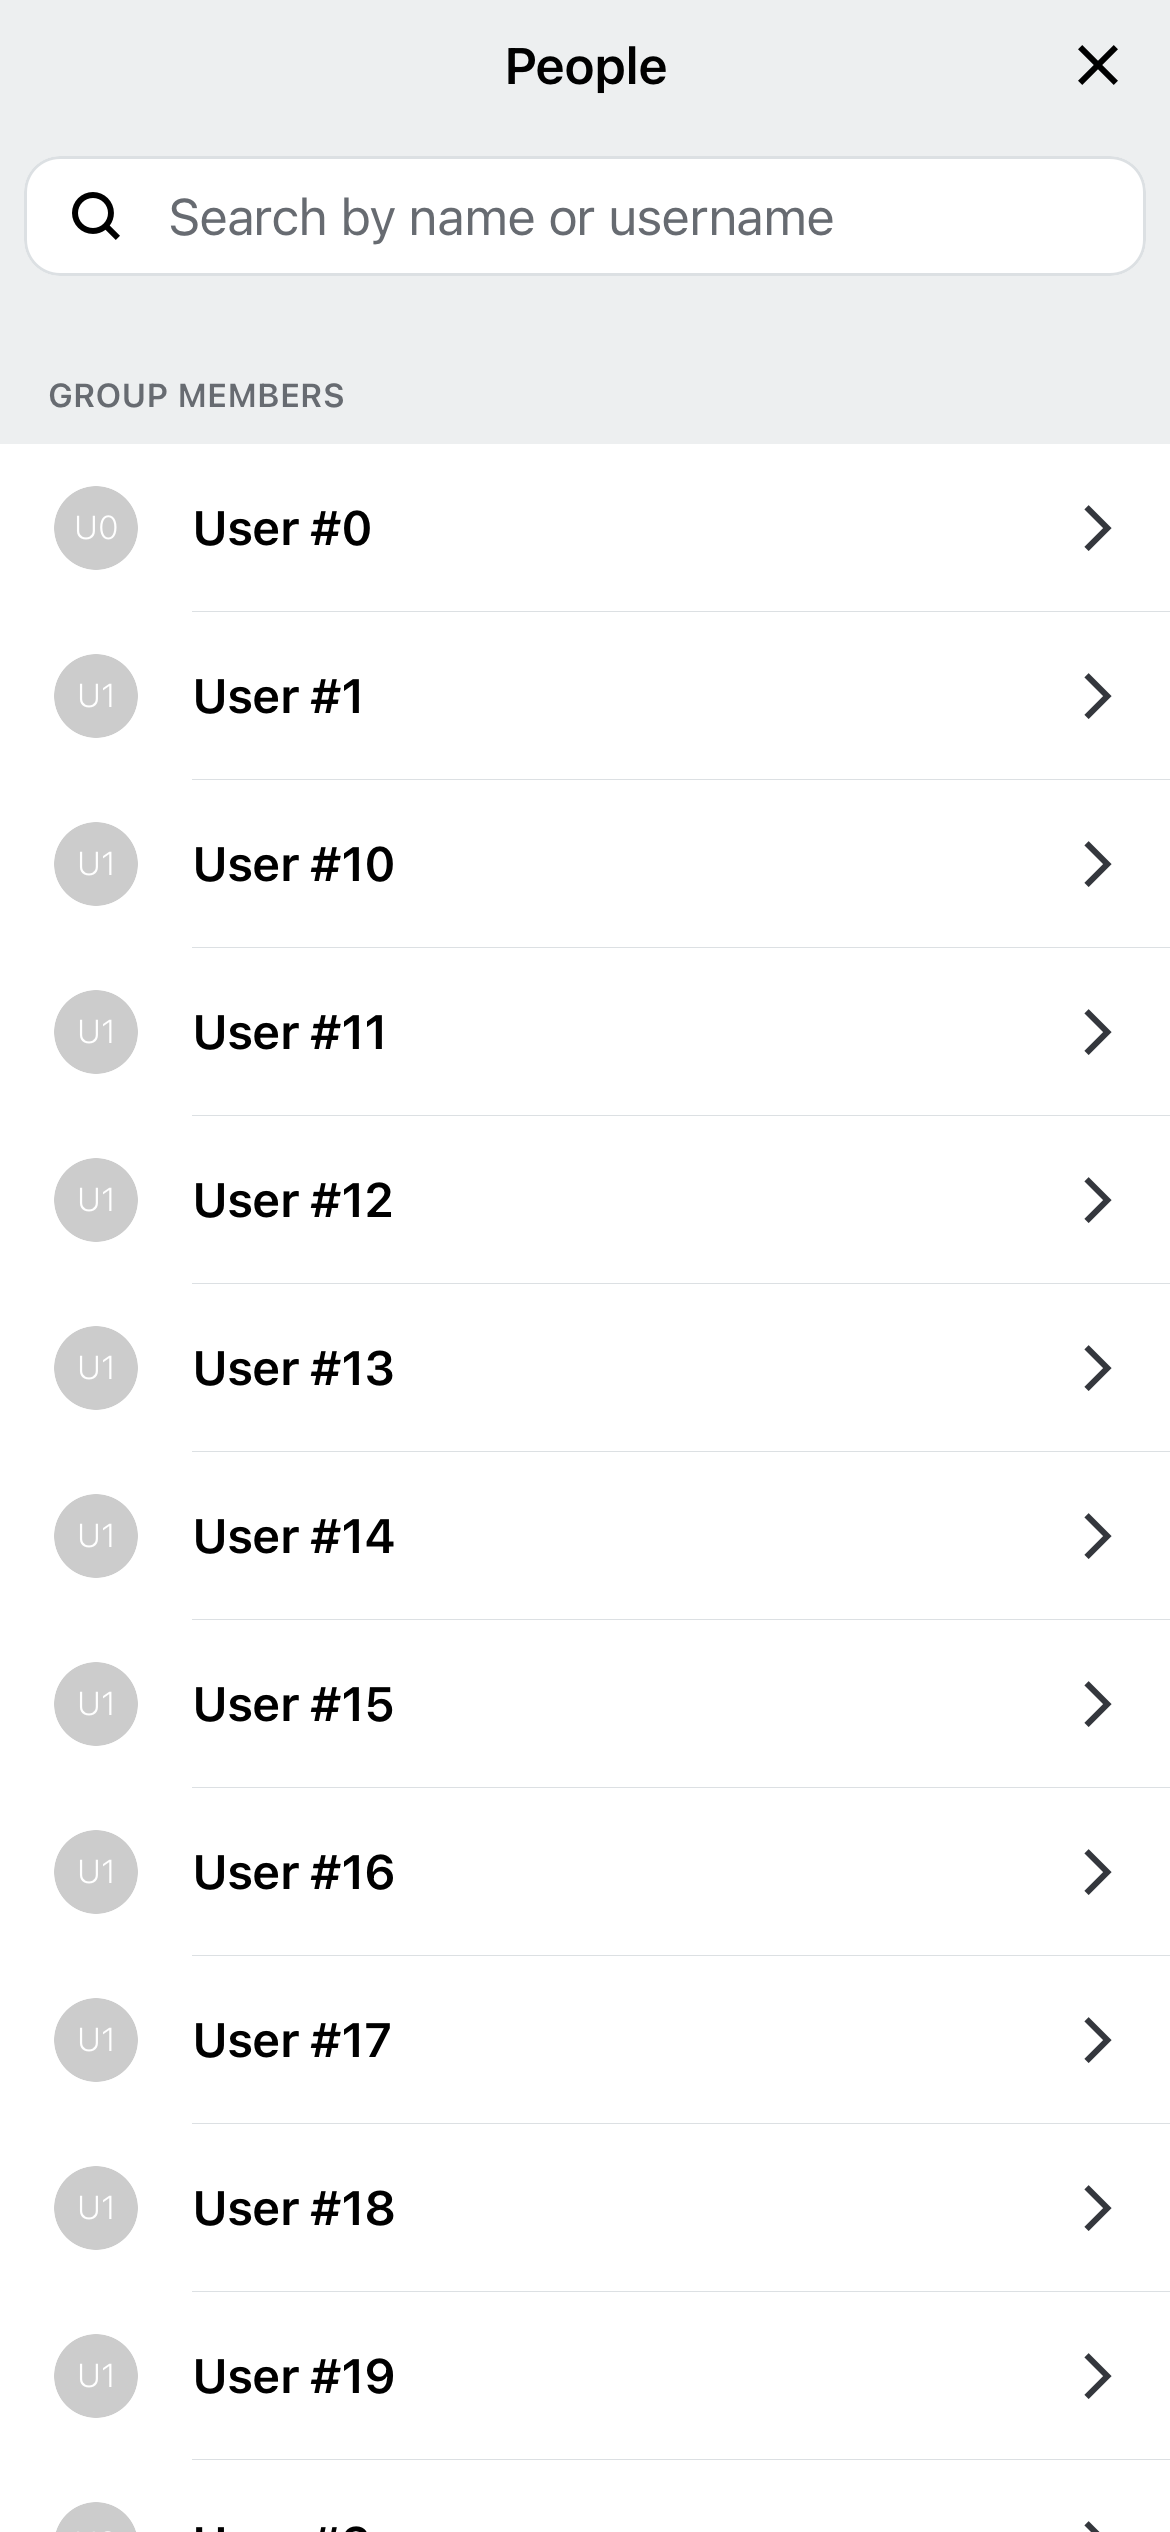 People
Search by name or username
GROUP MEMBERS
U0 User #0
U1 User #1
U1 User #10
U1 User #11
U1 User #12
U1 User #13
U1 User #14
U1 User #15
U1 User #16
U1 User #17
U1 User #18
U1 User #19